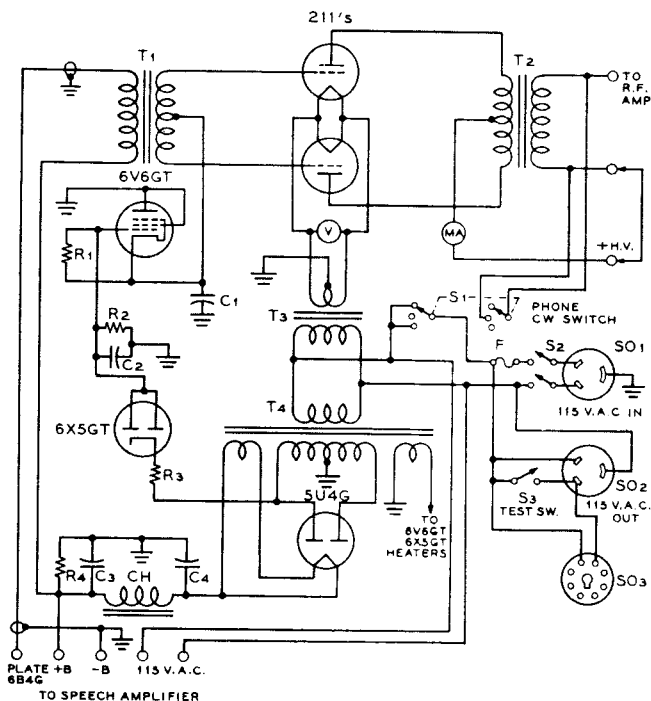 211's
T1
T2
TO
R.F.
AMP
6V6GT
R1
V
MA
+H.V.
C1
R2
C2
T3
S1
PHONE
CW SWITCH
F
S2
SO1
115 V.A.C IN
6X5GT
T4
R3
5U4G
S3
TEST SW.
SO2
115 V.A.C.
OUT
TO
6V6GT
6X5GT
HEATERS
R4
C3
CH
C4
SO3
PLATE
6B4G
+B
-B
115 V.A.C.
TO SPEECH AMPLIFIER